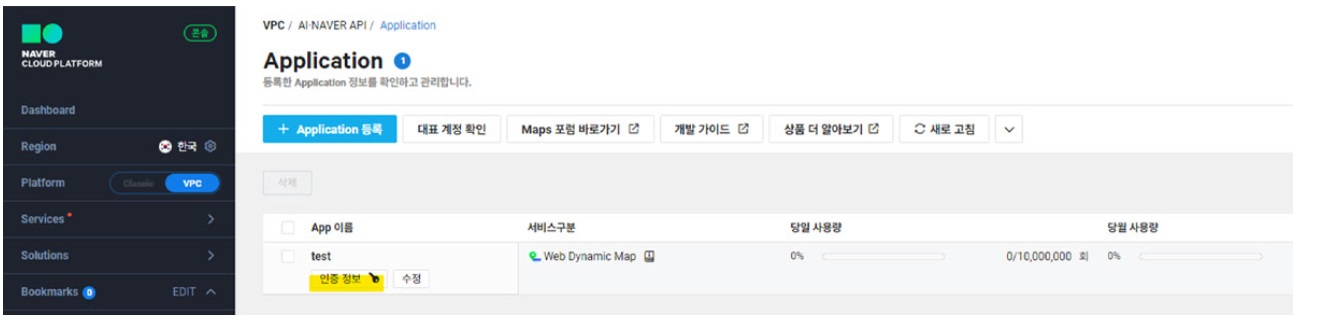 콘솔
NAVER
CLOUD PLATFORM
Dashboard
Region 한국
Platform Classic VPC
Services
Solutions
Bookmarks 0 EDIT
VPC / AI·NAVER API / Application
Application 1
등록한 Application 정보를 확인하고 관리합니다.
+ Application 등록 대표 계정 확인 Maps 포럼 바로가기 개발 가이드 상품 더 알아보기 새로 고침
삭제
App 이름 서비스구분 당일 사용량 당월 사용량
test Web Dynamic Map 0% 0/10,000,000 회 0%
인증 정보 수정